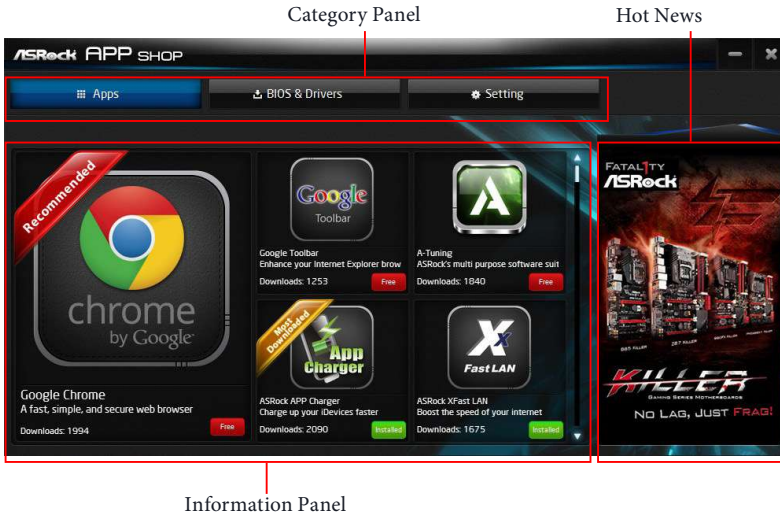 Category Panel
Hot News
ASRock APP SHOP
Apps
BIOS & Drivers
Setting
Recommended
chrome
by Google
Google Chrome
A fast, simple, and secure web browser
Downloads: 1994
Free
Google
Toolbar
Google Toolbar
Enhance your Internet Explorer brow
Downloads: 1253
Free
A-Tuning
ASRock's multi purpose software suit
Downloads: 1840
Free
Most
Downloaded
App
Charger
ASRock APP Charger
Charge up your iDevices faster
Downloads: 2090
Installed
Fast LAN
ASRock XFast LAN
Boost the speed of your internet
Downloads: 1675
Installed
FATAL1TY
ASRock
KILLER
GAMING SERIES MOTHERBOARDS
NO LAG, JUST FRAG!
Information Panel